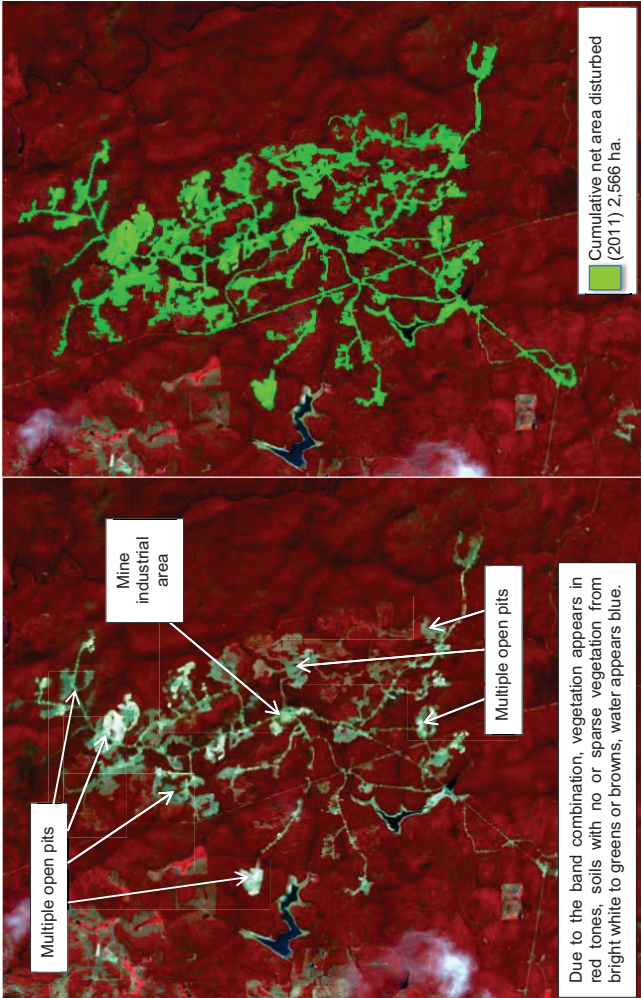 Multiple open pits
Mine
industrial
area
Multiple open pits
Due to the band combination, vegetation appears in
red tones, soils with no or sparse vegetation from
bright white to greens or browns, water appears blue.
Cumulative net area disturbed
(2011) 2,566 ha.